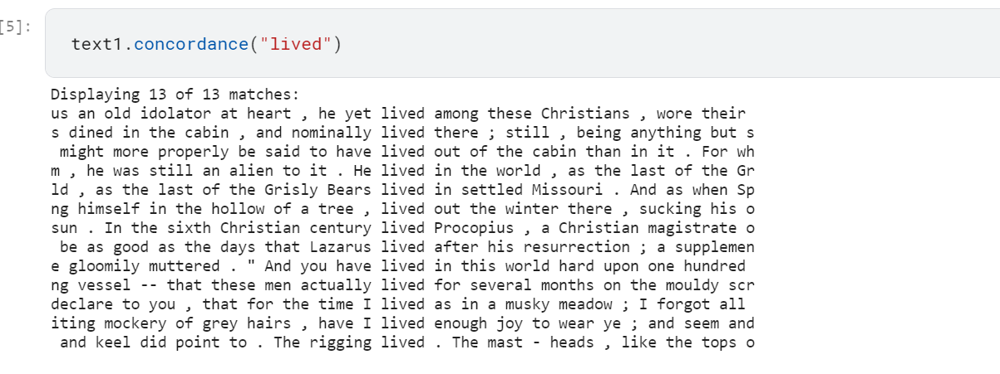 [5]:
text1.concordance("lived")
Displaying 13 of 13 matches:
us an old idolator at heart , he yet lived among these Christians , wore their
s dined in the cabin , and nominally lived there ; still , being anything but s
might more properly be said to have lived out of the cabin than in it . For wh
m , he was still an alien to it . He lived in the world , as the last of the Gr
ld , as the last of the Grisly Bears lived in settled Missouri . And as when Sp
ng himself in the hollow of a tree , lived out the winter there , sucking his o
sun . In the sixth Christian century lived Procopius , a Christian magistrate o
be as good as the days that Lazarus lived after his resurrection ; a supplemen
e gloomily muttered . " And you have lived in this world hard upon one hundred
ng vessel -- that these men actually lived for several months on the mouldy scr
declare to you , that for the time I lived as in a musky meadow ; I forgot all
iting mockery of grey hairs , have I lived enough joy to wear ye ; and seem and
and keel did point to . The rigging lived . The mast - heads , like the tops o